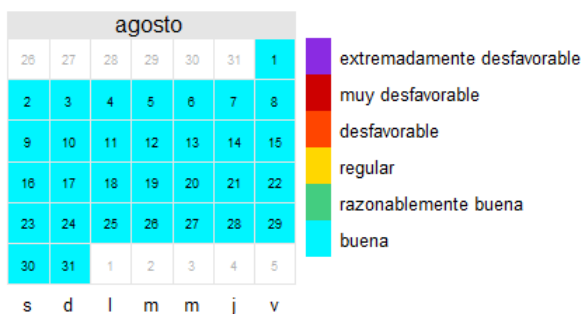 agosto
26 27 28 29 30 31 1
2 3 4 5 6 7 8
9 10 11 12 13 14 15
16 17 18 19 20 21 22
23 24 25 26 27 28 29
30 31 1 2 3 4 5
s d l m m j v
extremadamente desfavorable
muy desfavorable
desfavorable
regular
razonablemente buena
buena